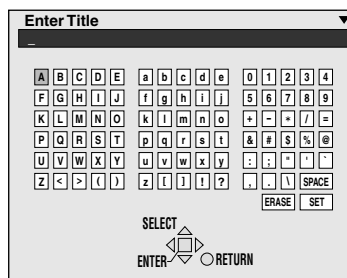 Enter Title
_
A B C D E a b c d e 0 1 2 3 4
F G H I J f g h i j 5 6 7 8 9
K L M N O k l m n o + - * / =
P Q R S T p q r s t & # $ % @
U V W X Y u v w x y : ; " ' `
Z < > ( ) z [ ] ! ? , . \ SPACE
ERASE SET
SELECT
ENTER RETURN